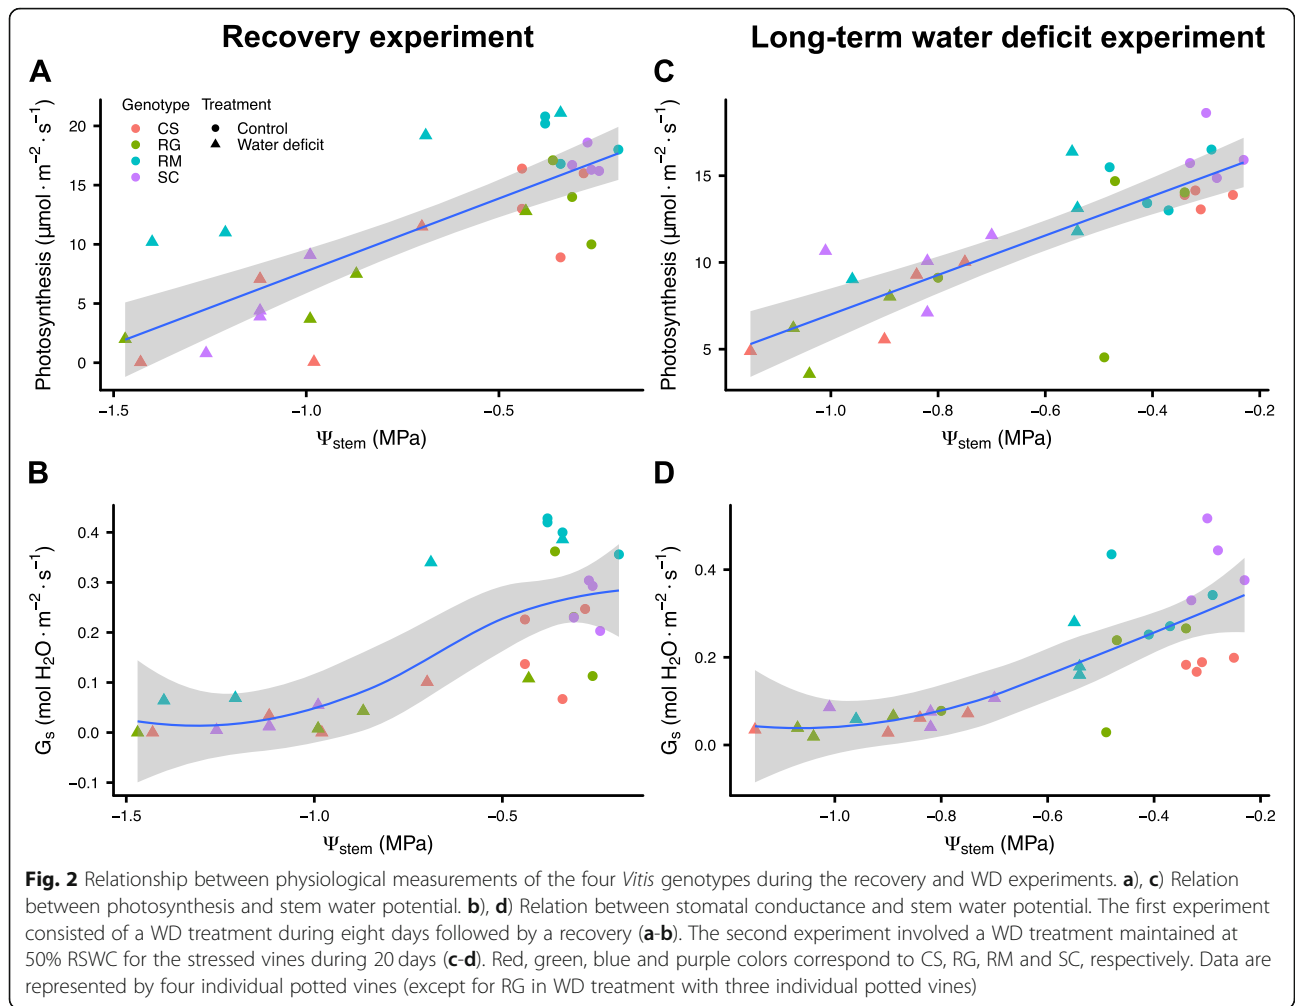 Recovery experiment
Long-term water deficit experiment
A
Genotype
CS
RG
RM
SC
Treatment
Control
Water deficit
Photosynthesis (µmol · m⁻² · s⁻¹)
20
15
10
5
0
−1.5
−1.0
−0.5
Ψstem (MPa)
C
Photosynthesis (µmol · m⁻² · s⁻¹)
15
10
5
−1.0
−0.8
−0.6
−0.4
−0.2
Ψstem (MPa)
B
Gs (mol H₂O · m⁻² · s⁻¹)
0.4
0.3
0.2
0.1
0.0
−0.1
−1.5
−1.0
−0.5
Ψstem (MPa)
D
Gs (mol H₂O · m⁻² · s⁻¹)
0.4
0.2
0.0
−1.0
−0.8
−0.6
−0.4
−0.2
Ψstem (MPa)
Fig. 2 Relationship between physiological measurements of the four Vitis genotypes during the recovery and WD experiments. a), c) Relation
between photosynthesis and stem water potential. b), d) Relation between stomatal conductance and stem water potential. The first experiment
consisted of a WD treatment during eight days followed by a recovery (a-b). The second experiment involved a WD treatment maintained at
50% RSWC for the stressed vines during 20 days (c-d). Red, green, blue and purple colors correspond to CS, RG, RM and SC, respectively. Data are
represented by four individual potted vines (except for RG in WD treatment with three individual potted vines)